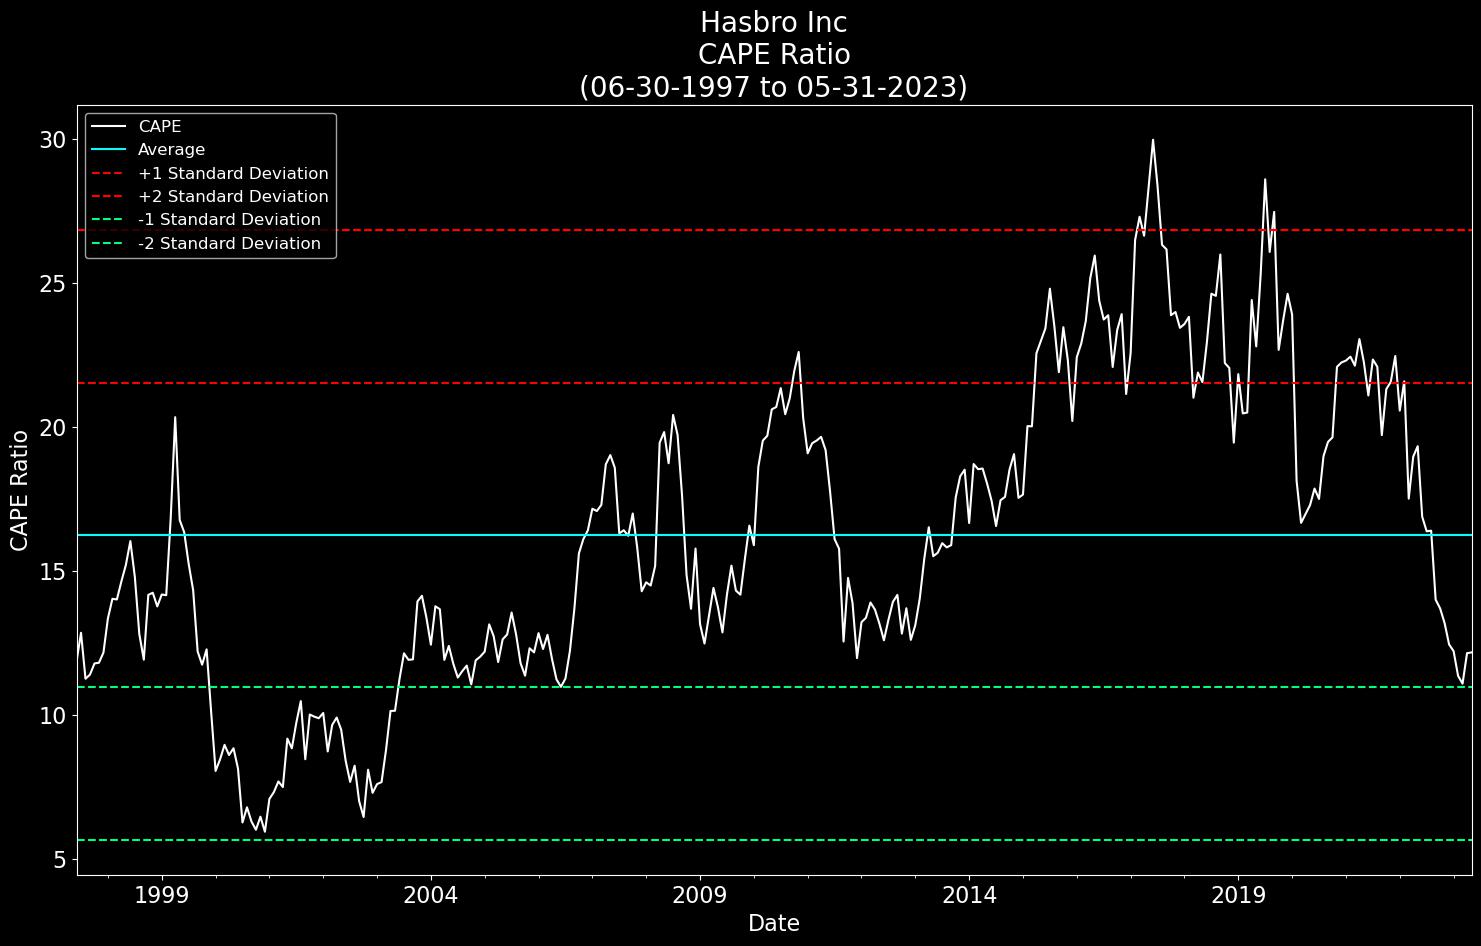 Hasbro Inc
CAPE Ratio
(06-30-1997 to 05-31-2023)
CAPE
Average
+1 Standard Deviation
+2 Standard Deviation
-1 Standard Deviation
-2 Standard Deviation
30
25
20
15
10
5
CAPE Ratio
1999 2004 2009 2014 2019
Date